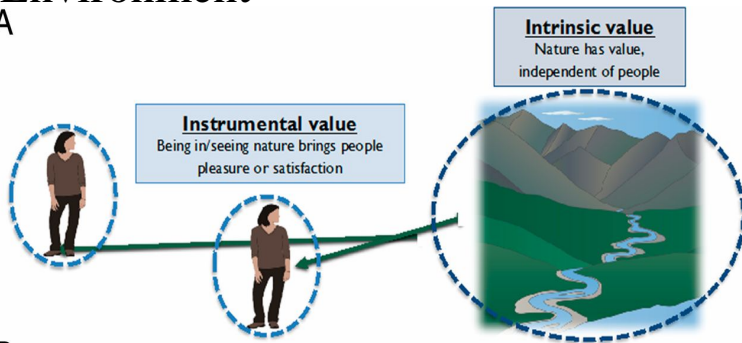 Environment
A
Intrinsic value
Nature has value,
independent of people
Instrumental value
Being in/seeing nature brings people
pleasure or satisfaction